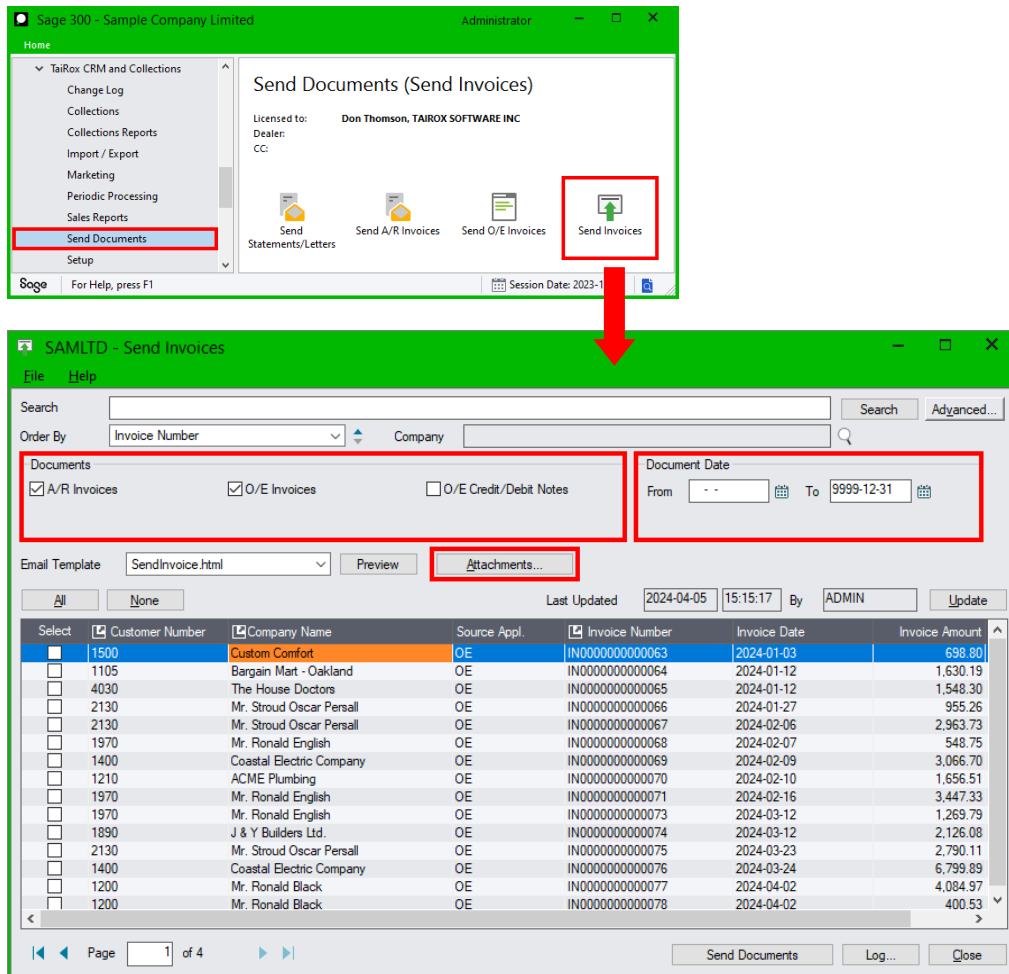 Sage 300 - Sample Company Limited
Administrator
Home
TaiRox CRM and Collections
Change Log
Collections
Collections Reports
Import / Export
Marketing
Periodic Processing
Sales Reports
Send Documents
Setup
Send Documents (Send Invoices)
Licensed to: Don Thomson, TAIROX SOFTWARE INC
Dealer:
CC:
Send Statements/Letters
Send A/R Invoices
Send O/E Invoices
Send Invoices
Sage For Help, press F1
Session Date: 2023-1
SAMLTD - Send Invoices
File Help
Search Search Advanced...
Order By Invoice Number Company
Documents
A/R Invoices O/E Invoices O/E Credit/Debit Notes
Document Date
From - - To 9999-12-31
Email Template SendInvoice.html Preview Attachments...
All None Last Updated 2024-04-05 15:15:17 By ADMIN Update
Select Customer Number Company Name Source Appl. Invoice Number Invoice Date Invoice Amount
1500 Custom Comfort OE IN0000000000063 2024-01-03 698.80
1105 Bargain Mart - Oakland OE IN0000000000064 2024-01-12 1,630.19
4030 The House Doctors OE IN0000000000065 2024-01-12 1,548.30
2130 Mr. Stroud Oscar Persall OE IN0000000000066 2024-01-27 955.26
2130 Mr. Stroud Oscar Persall OE IN0000000000067 2024-02-06 2,963.73
1970 Mr. Ronald English OE IN0000000000068 2024-02-07 548.75
1400 Coastal Electric Company OE IN0000000000069 2024-02-09 3,066.70
1210 ACME Plumbing OE IN0000000000070 2024-02-10 1,656.51
1970 Mr. Ronald English OE IN0000000000071 2024-02-16 3,447.33
1970 Mr. Ronald English OE IN0000000000073 2024-03-12 1,269.79
1890 J & Y Builders Ltd. OE IN0000000000074 2024-03-12 2,126.08
2130 Mr. Stroud Oscar Persall OE IN0000000000075 2024-03-23 2,790.11
1400 Coastal Electric Company OE IN0000000000076 2024-03-24 6,799.89
1200 Mr. Ronald Black OE IN0000000000077 2024-04-02 4,084.97
1200 Mr. Ronald Black OE IN0000000000078 2024-04-02 400.53
Page 1 of 4 Send Documents Log... Close